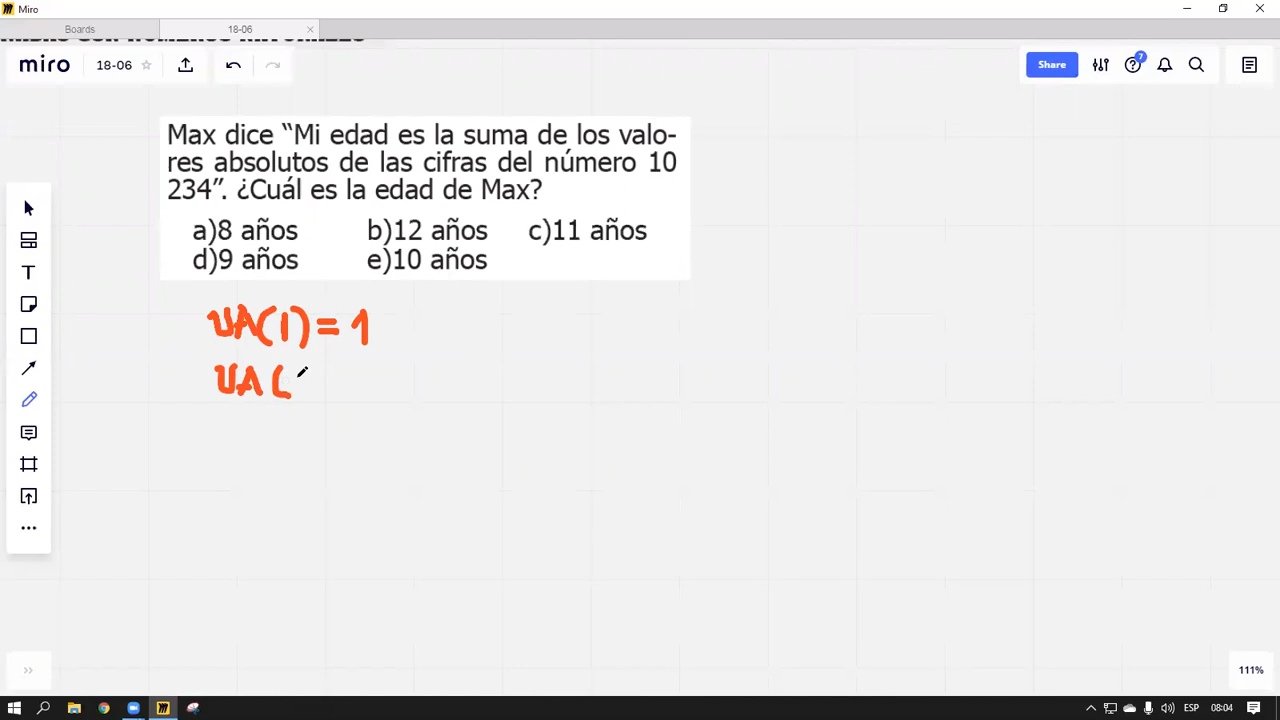 Miro
Boards
18-06
miro
18-06
Share
7
Max dice “Mi edad es la suma de los valo-
res absolutos de las cifras del número 10
234”. ¿Cuál es la edad de Max?
a)8 años b)12 años c)11 años
d)9 años e)10 años
VA(1)=1
VA(
111%
ESP 08:04